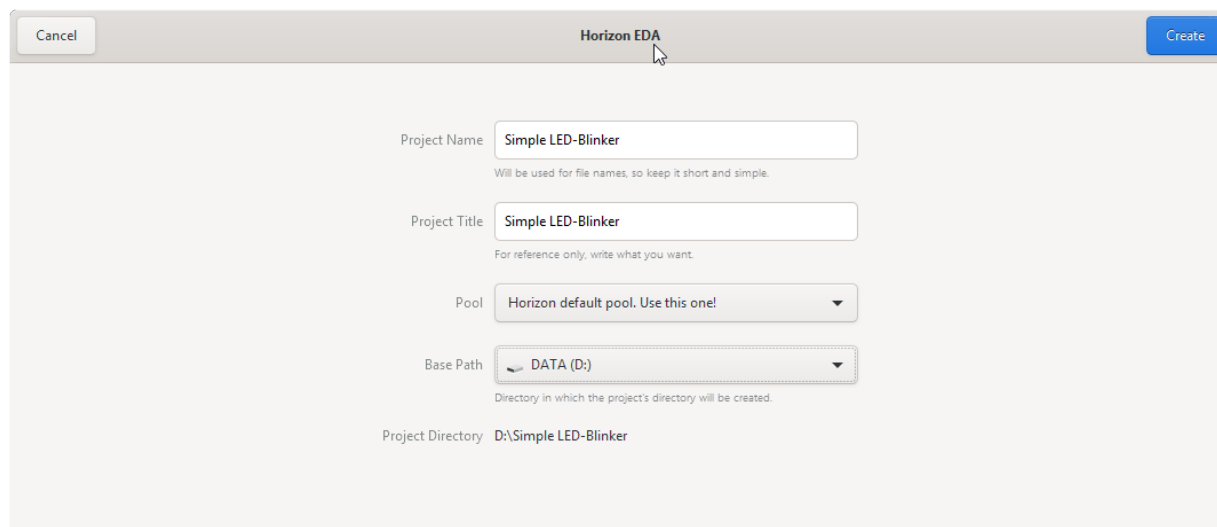 Cancel
Horizon EDA
Create
Project Name
Simple LED-Blinker
Will be used for file names, so keep it short and simple.
Project Title
Simple LED-Blinker
For reference only, write what you want.
Pool
Horizon default pool. Use this one!
Base Path
DATA (D:)
Directory in which the project's directory will be created.
Project Directory D:\Simple LED-Blinker